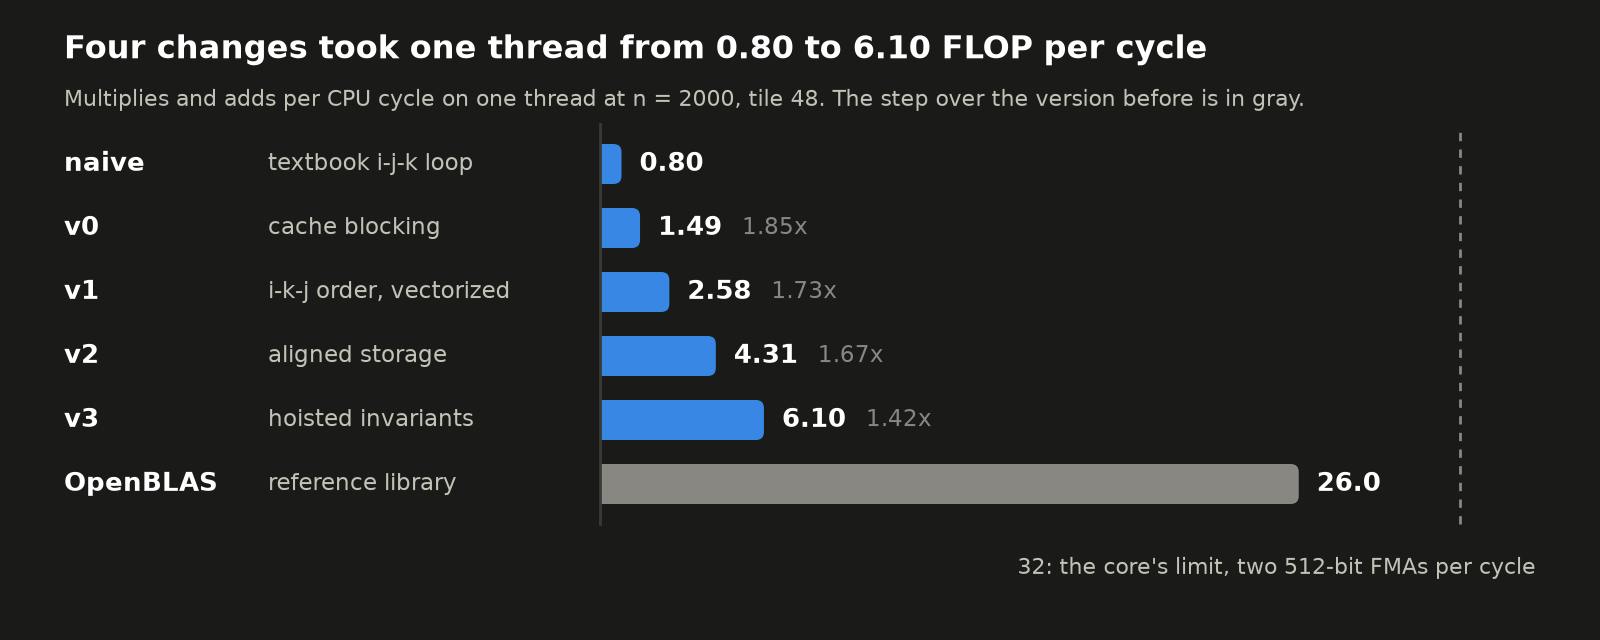 Four changes took one thread from 0.80 to 6.10 FLOP per cycle
Multiplies and adds per CPU cycle on one thread at n = 2000, tile 48. The step over the version before is in gray.
naive textbook i-j-k loop 0.80
v0 cache blocking 1.49 1.85x
v1 i-k-j order, vectorized 2.58 1.73x
v2 aligned storage 4.31 1.67x
v3 hoisted invariants 6.10 1.42x
OpenBLAS reference library 26.0
32: the core's limit, two 512-bit FMAs per cycle